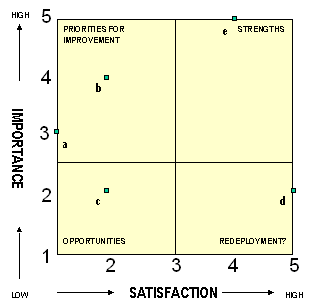 HIGH
5
PRIORITIES FOR
IMPROVEMENT
e
STRENGTHS
4
b
IMPORTANCE
3
a
2
c
d
OPPORTUNITIES
REDEPLOYMENT?
1
2
3
4
5
LOW
SATISFACTION
HIGH